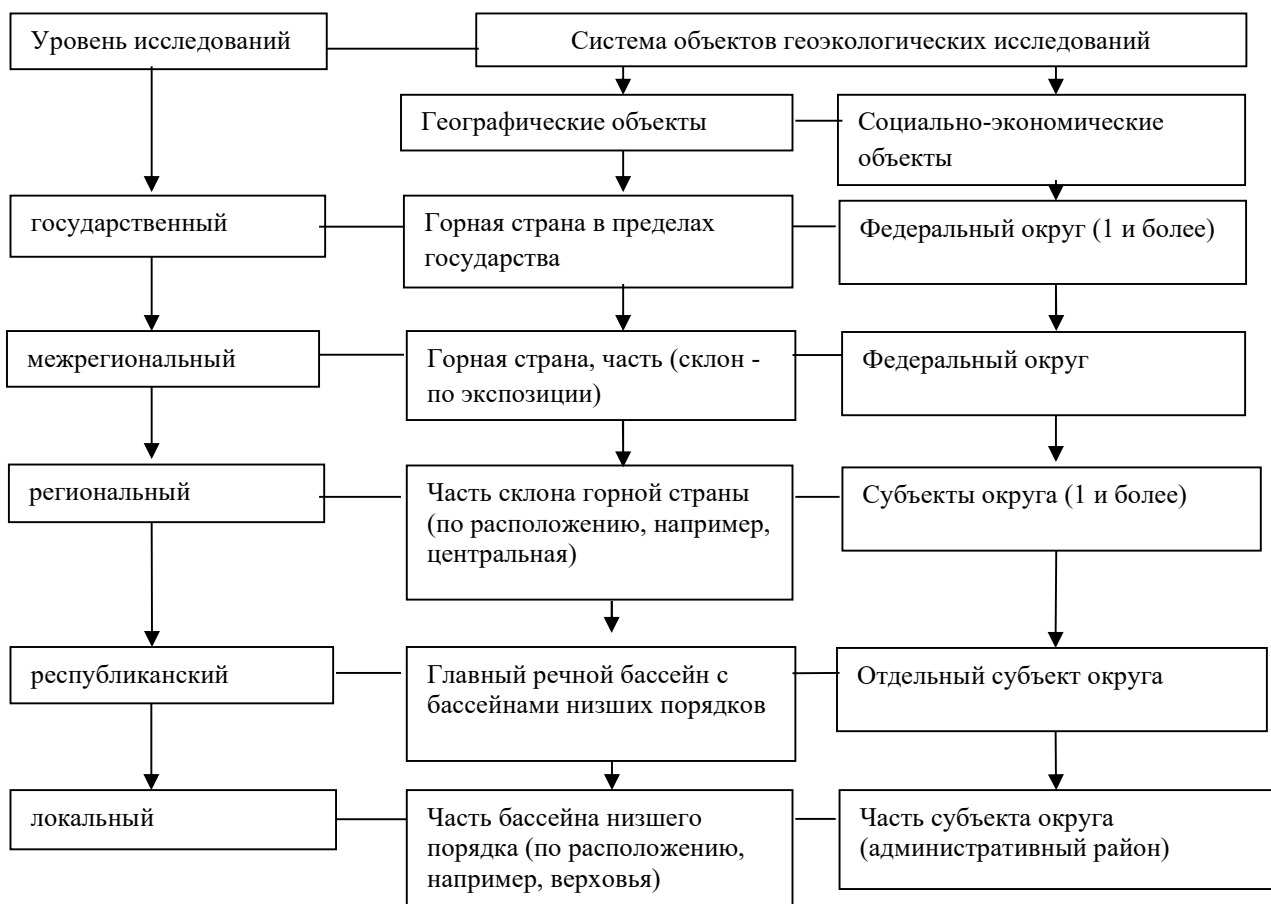 Уровень исследований
Система объектов геоэкологических исследований
Географические объекты
Социально-экономические
объекты
государственный
Горная страна в пределах
государства
Федеральный округ (1 и более)
межрегиональный
Горная страна, часть (склон -
по экспозиции)
Федеральный округ
региональный
Часть склона горной страны
(по расположению, например,
центральная)
Субъекты округа (1 и более)
республиканский
Главный речной бассейн с
бассейнами низших порядков
Отдельный субъект округа
локальный
Часть бассейна низшего
порядка (по расположению,
например, верховья)
Часть субъекта округа
(административный район)